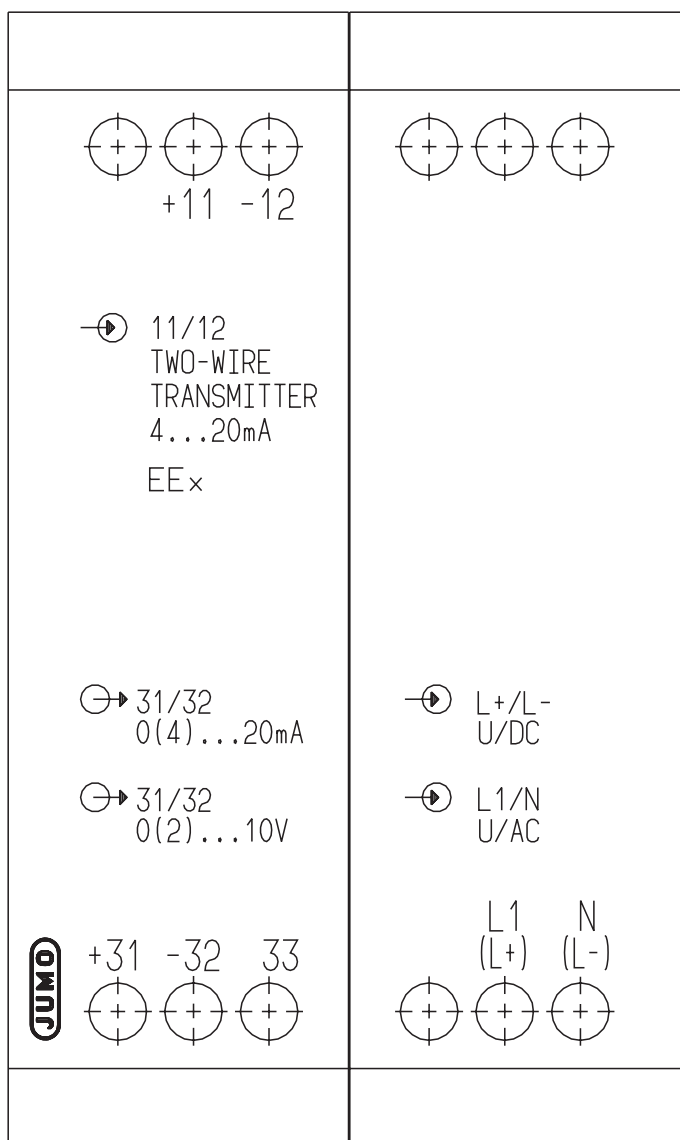 +11 -12
11/12
TWO-WIRE
TRANSMITTER
4...20mA
EEx
31/32
0(4)...20mA
31/32
0(2)...10V
+31 -32 33
JUMO
L+/L-
U/DC
L1/N
U/AC
L1 N
(L+) (L-)